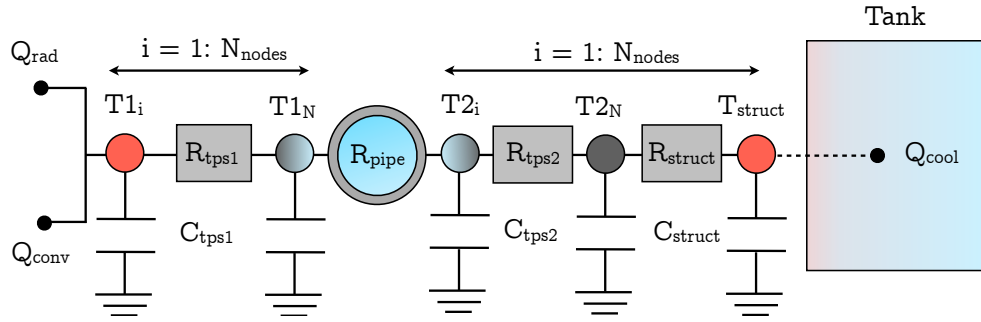 Tank
i = 1: N_nodes
i = 1: N_nodes
Q_rad
T1_i
T1_N
T2_i
T2_N
T_struct
R_tps1
R_pipe
R_tps2
R_struct
Q_cool
C_tps1
C_tps2
C_struct
Q_conv